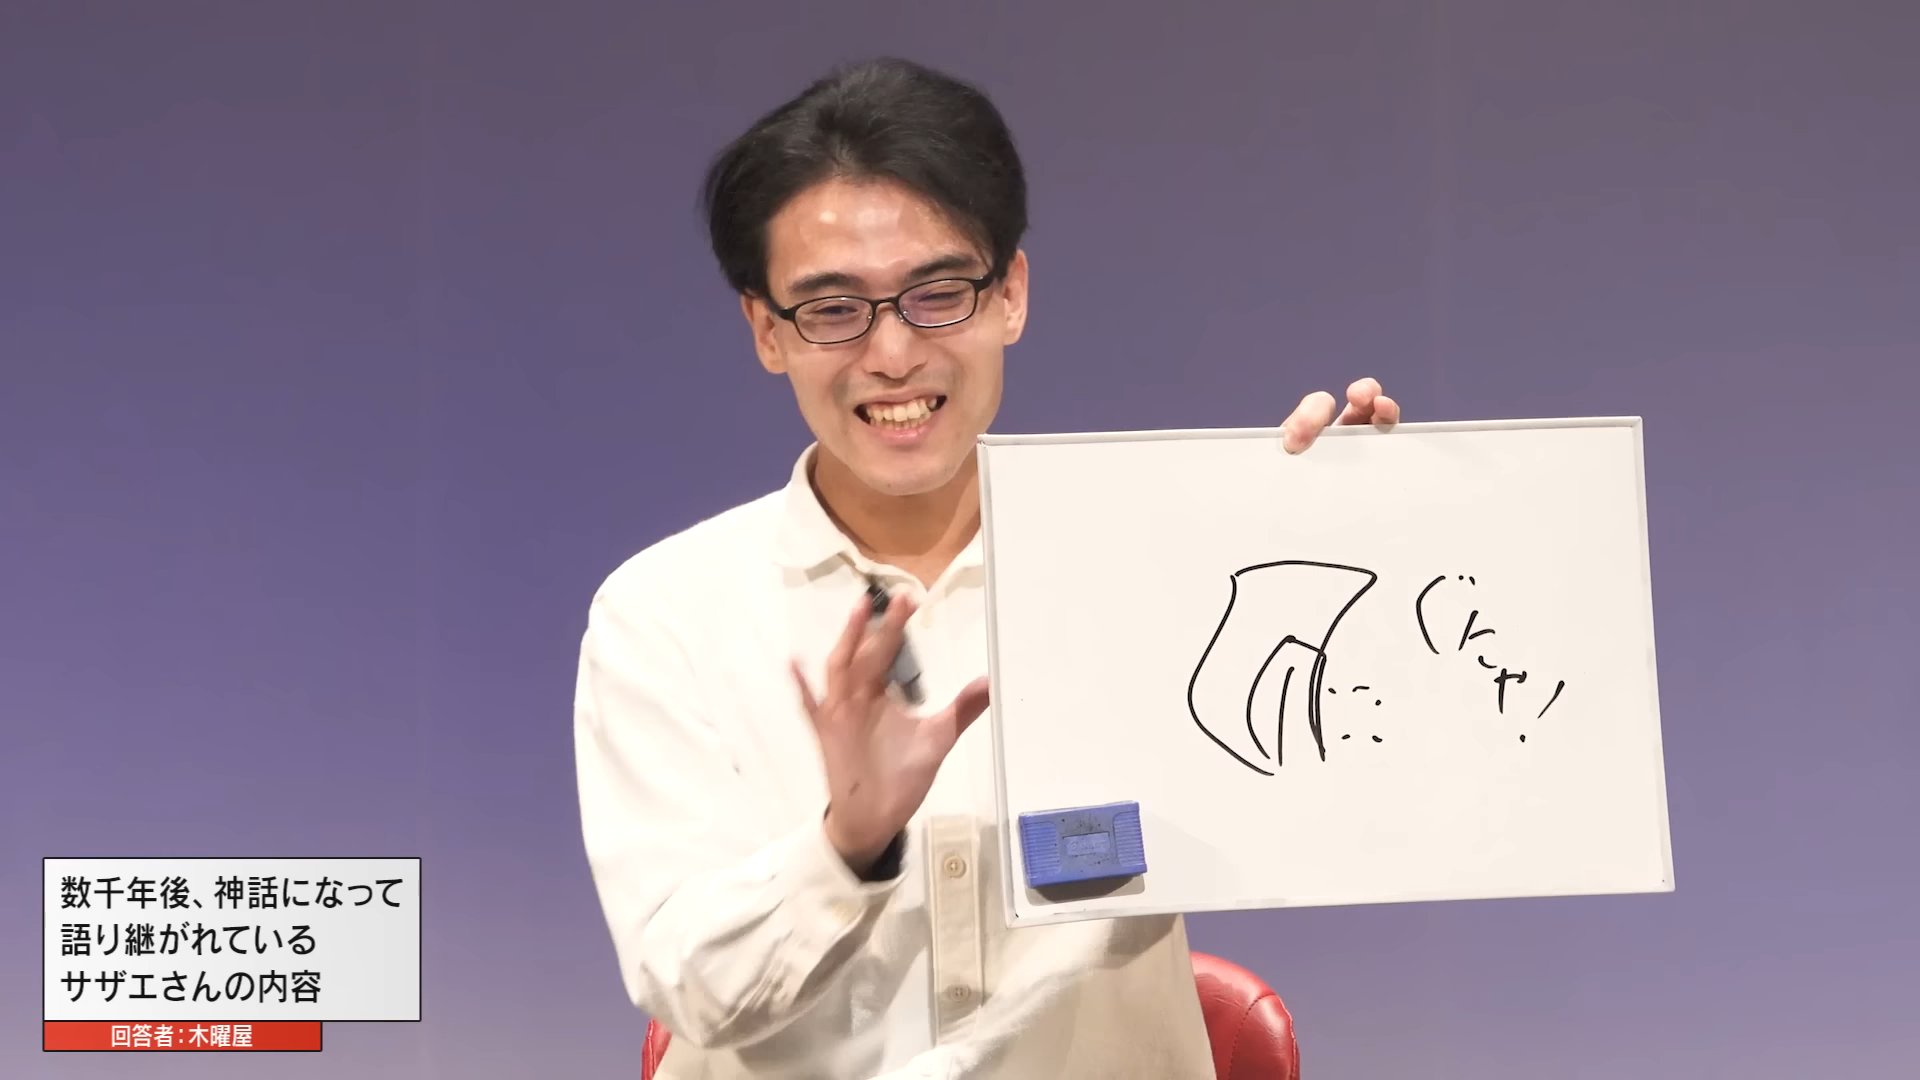 ぐにゃ!
数千年後、神話になって
語り継がれている
サザエさんの内容
回答者:木曜屋